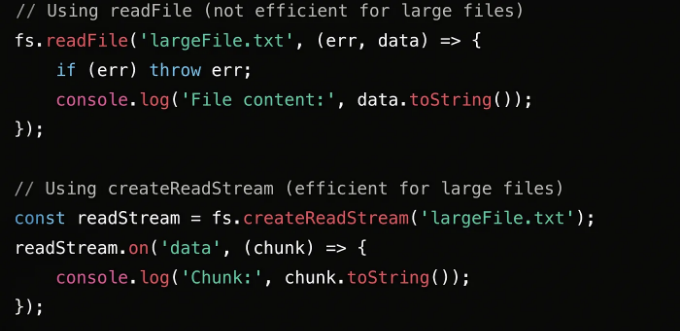 // Using readFile (not efficient for large files)
fs.readFile('largeFile.txt', (err, data) => {
    if (err) throw err;
    console.log('File content:', data.toString());
});

// Using createReadStream (efficient for large files)
const readStream = fs.createReadStream('largeFile.txt');
readStream.on('data', (chunk) => {
    console.log('Chunk:', chunk.toString());
});